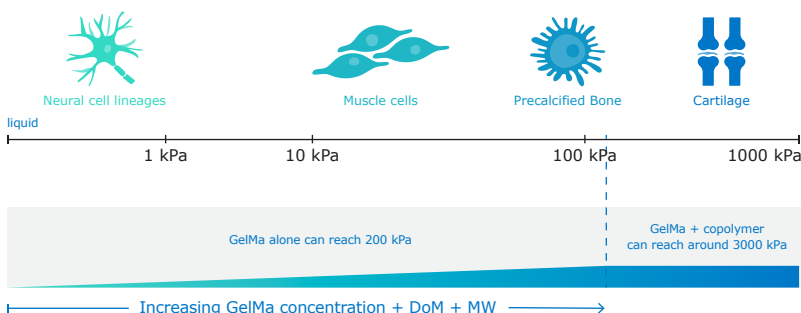 Neural cell lineages
Muscle cells
Precalcified Bone
Cartilage
liquid
1 kPa
10 kPa
100 kPa
1000 kPa
GelMa alone can reach 200 kPa
GelMa + copolymer
can reach around 3000 kPa
Increasing GelMa concentration + DoM + MW